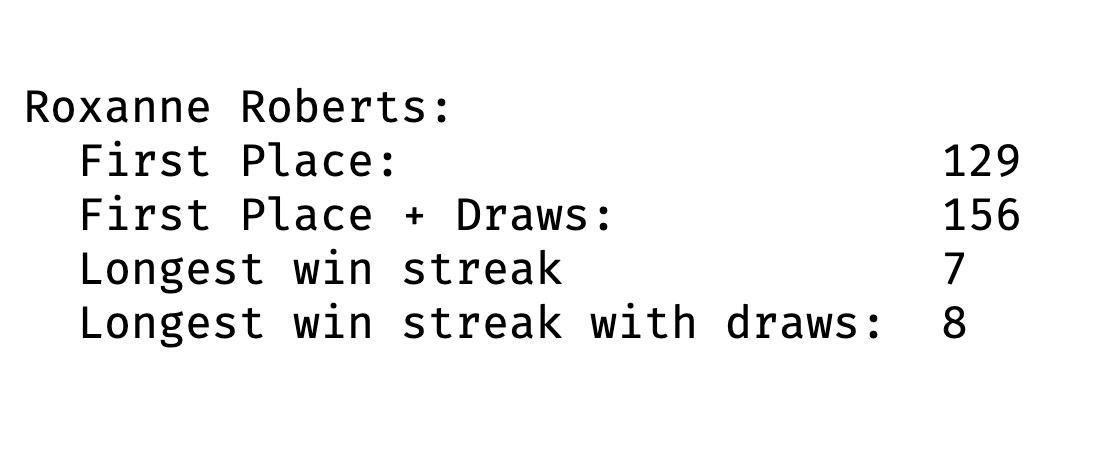 Roxanne Roberts:
First Place: 129
First Place + Draws: 156
Longest win streak 7
Longest win streak with draws: 8